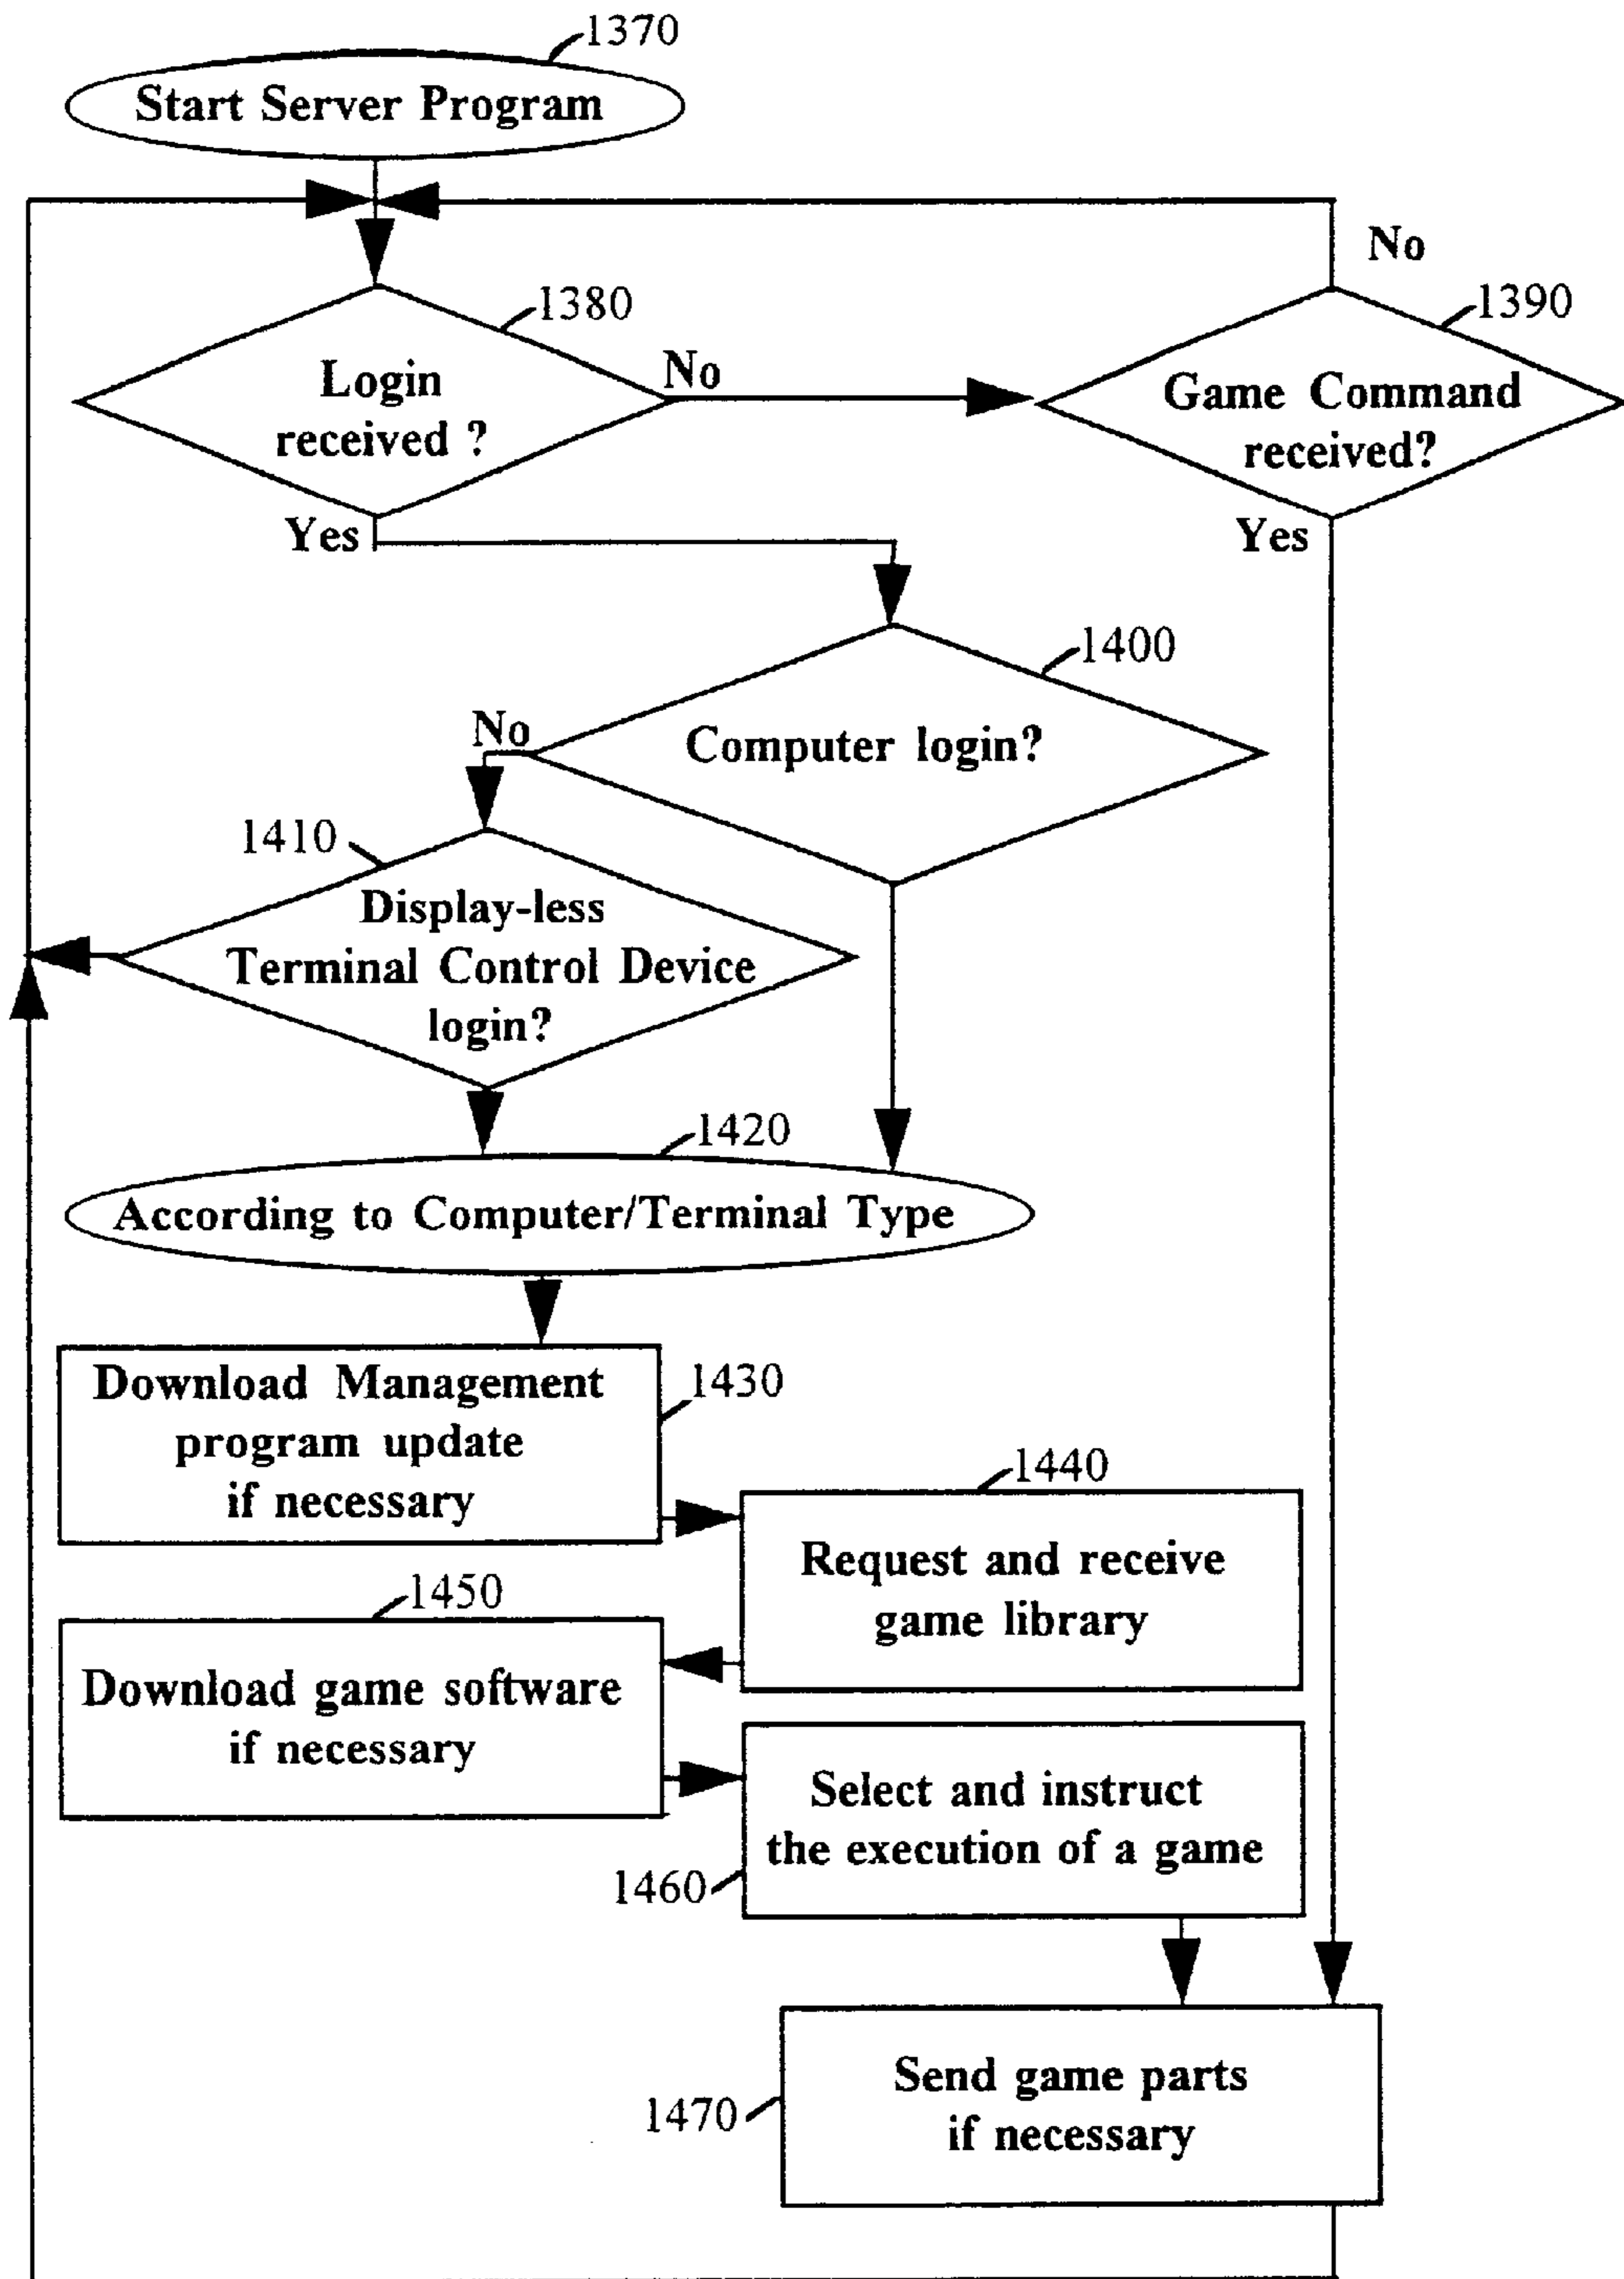 1370
Start Server Program
No
1380
1390
Login
received ?
No
Game Command
received?
Yes
Yes
1400
No
Computer login?
1410
Display-less
Terminal Control Device
login?
1420
According to Computer/Terminal Type
Download Management
program update
if necessary
1430
1440
Request and receive
game library
1450
Download game software
if necessary
Select and instruct
the execution of a game
1460
Send game parts
if necessary
1470